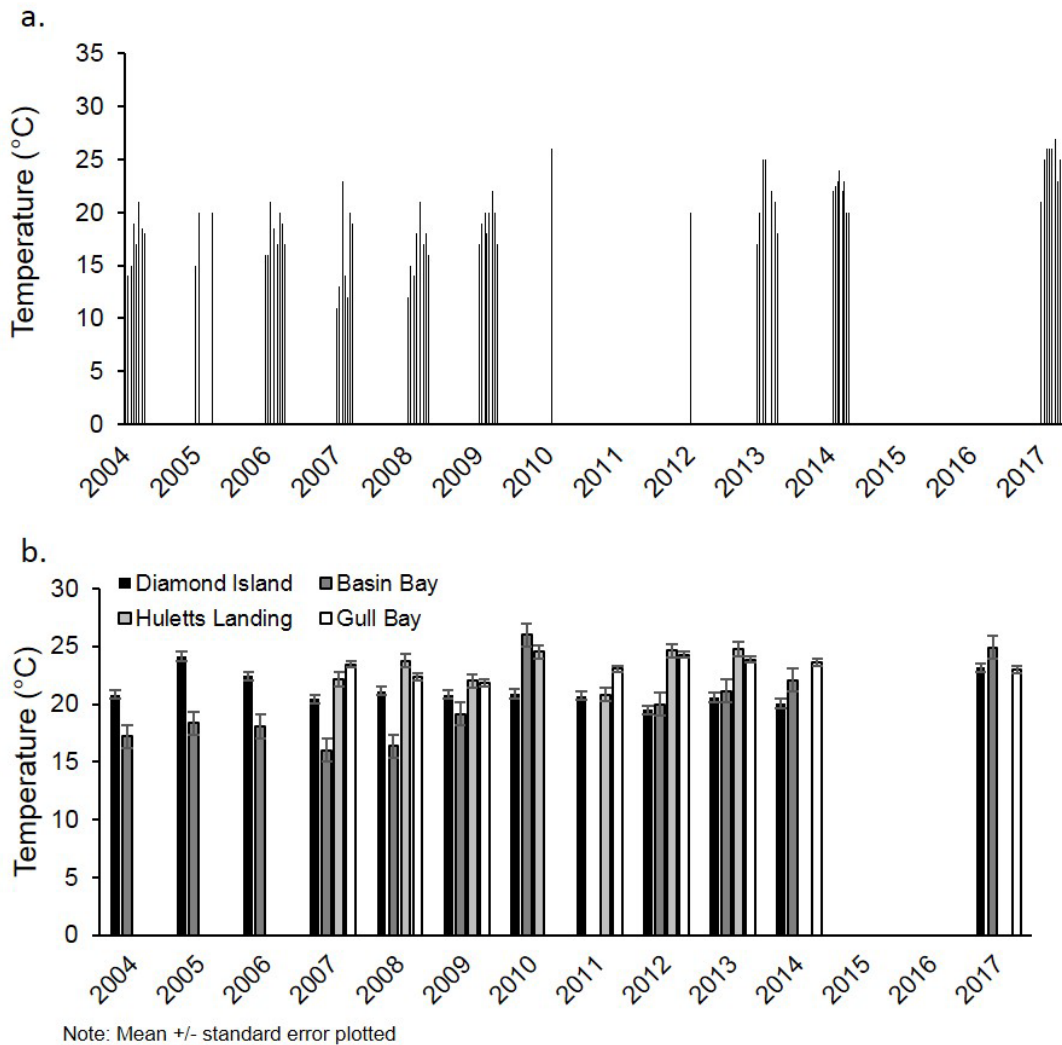 a.
Temperature (°C)
35
30
25
20
15
10
5
0
2004 2005 2006 2007 2008 2009 2010 2011 2012 2013 2014 2015 2016 2017
b.
Temperature (°C)
30
25
20
15
10
5
0
Diamond Island Basin Bay
Huletts Landing Gull Bay
2004 2005 2006 2007 2008 2009 2010 2011 2012 2013 2014 2015 2016 2017
Note: Mean +/- standard error plotted